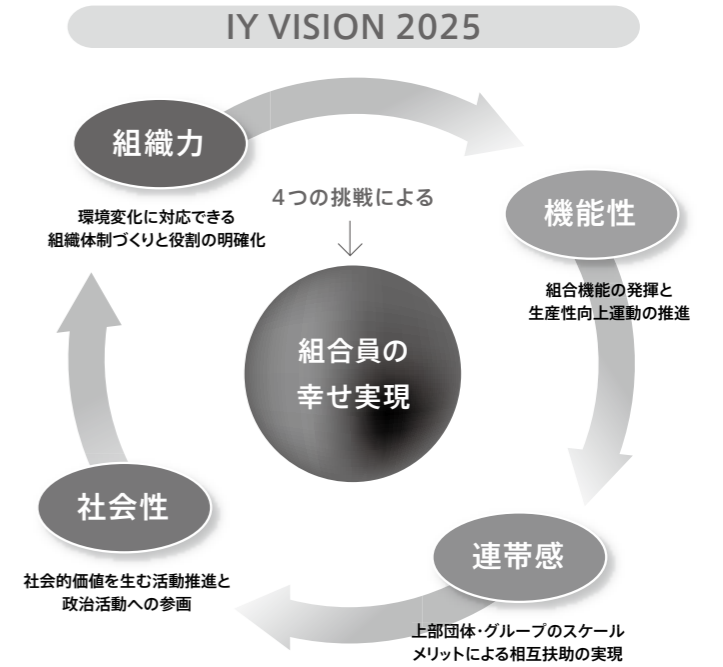 IY VISION 2025
組織力
環境変化に対応できる
組織体制づくりと役割の明確化
4つの挑戦による
組合員の
幸せ実現
機能性
組合機能の発揮と
生産性向上運動の推進
連帯感
上部団体・グループのスケール
メリットによる相互扶助の実現
社会性
社会的価値を生む活動推進と
政治活動への参画